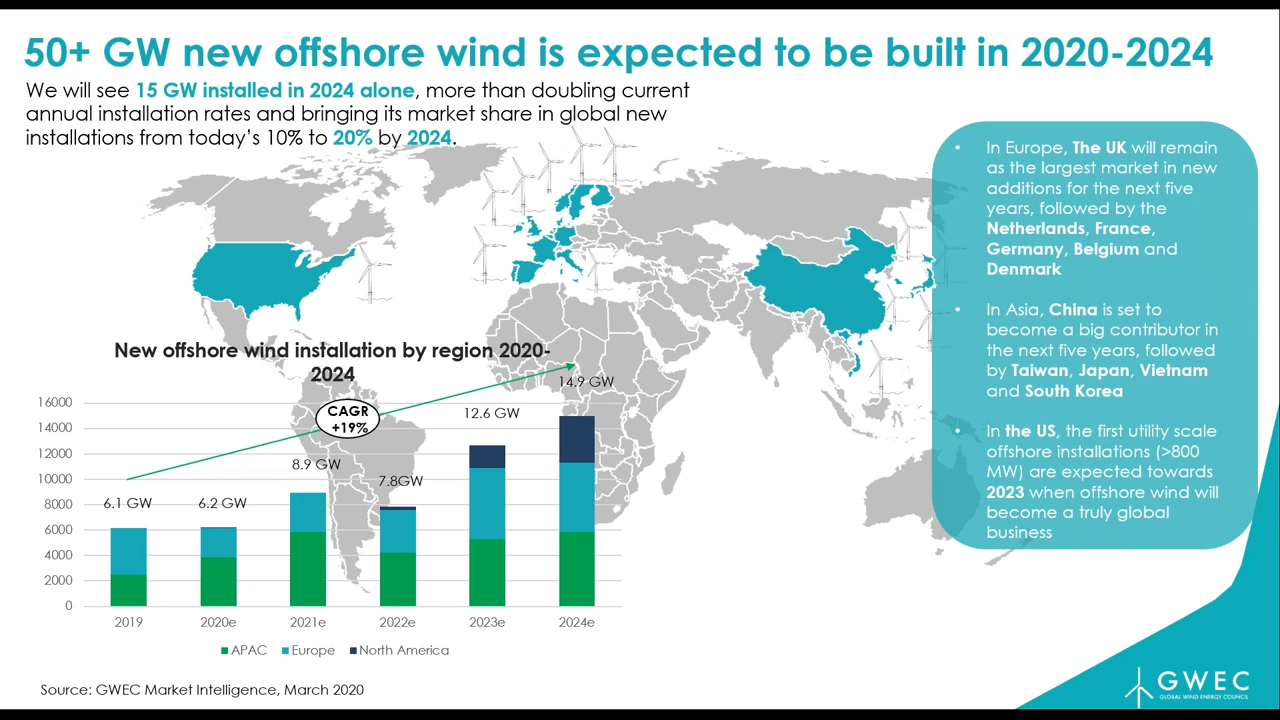 50+ GW new offshore wind is expected to be built in 2020-2024
We will see 15 GW installed in 2024 alone, more than doubling current
annual installation rates and bringing its market share in global new
installations from today's 10% to 20% by 2024.
• In Europe, The UK will remain
as the largest market in new
additions for the next five
years, followed by the
Netherlands, France,
Germany, Belgium and
Denmark
• In Asia, China is set to
become a big contributor in
the next five years, followed
by Taiwan, Japan, Vietnam
and South Korea
• In the US, the first utility scale
offshore installations (>800
MW) are expected towards
2023 when offshore wind will
become a truly global
business
New offshore wind installation by region 2020-
2024
CAGR
+19%
16000
14000
12000
10000
8000
6000
4000
2000
0
6.1 GW
6.2 GW
8.9 GW
7.8GW
12.6 GW
14.9 GW
2019 2020e 2021e 2022e 2023e 2024e
APAC Europe North America
Source: GWEC Market Intelligence, March 2020
GWEC
GLOBAL WIND ENERGY COUNCIL